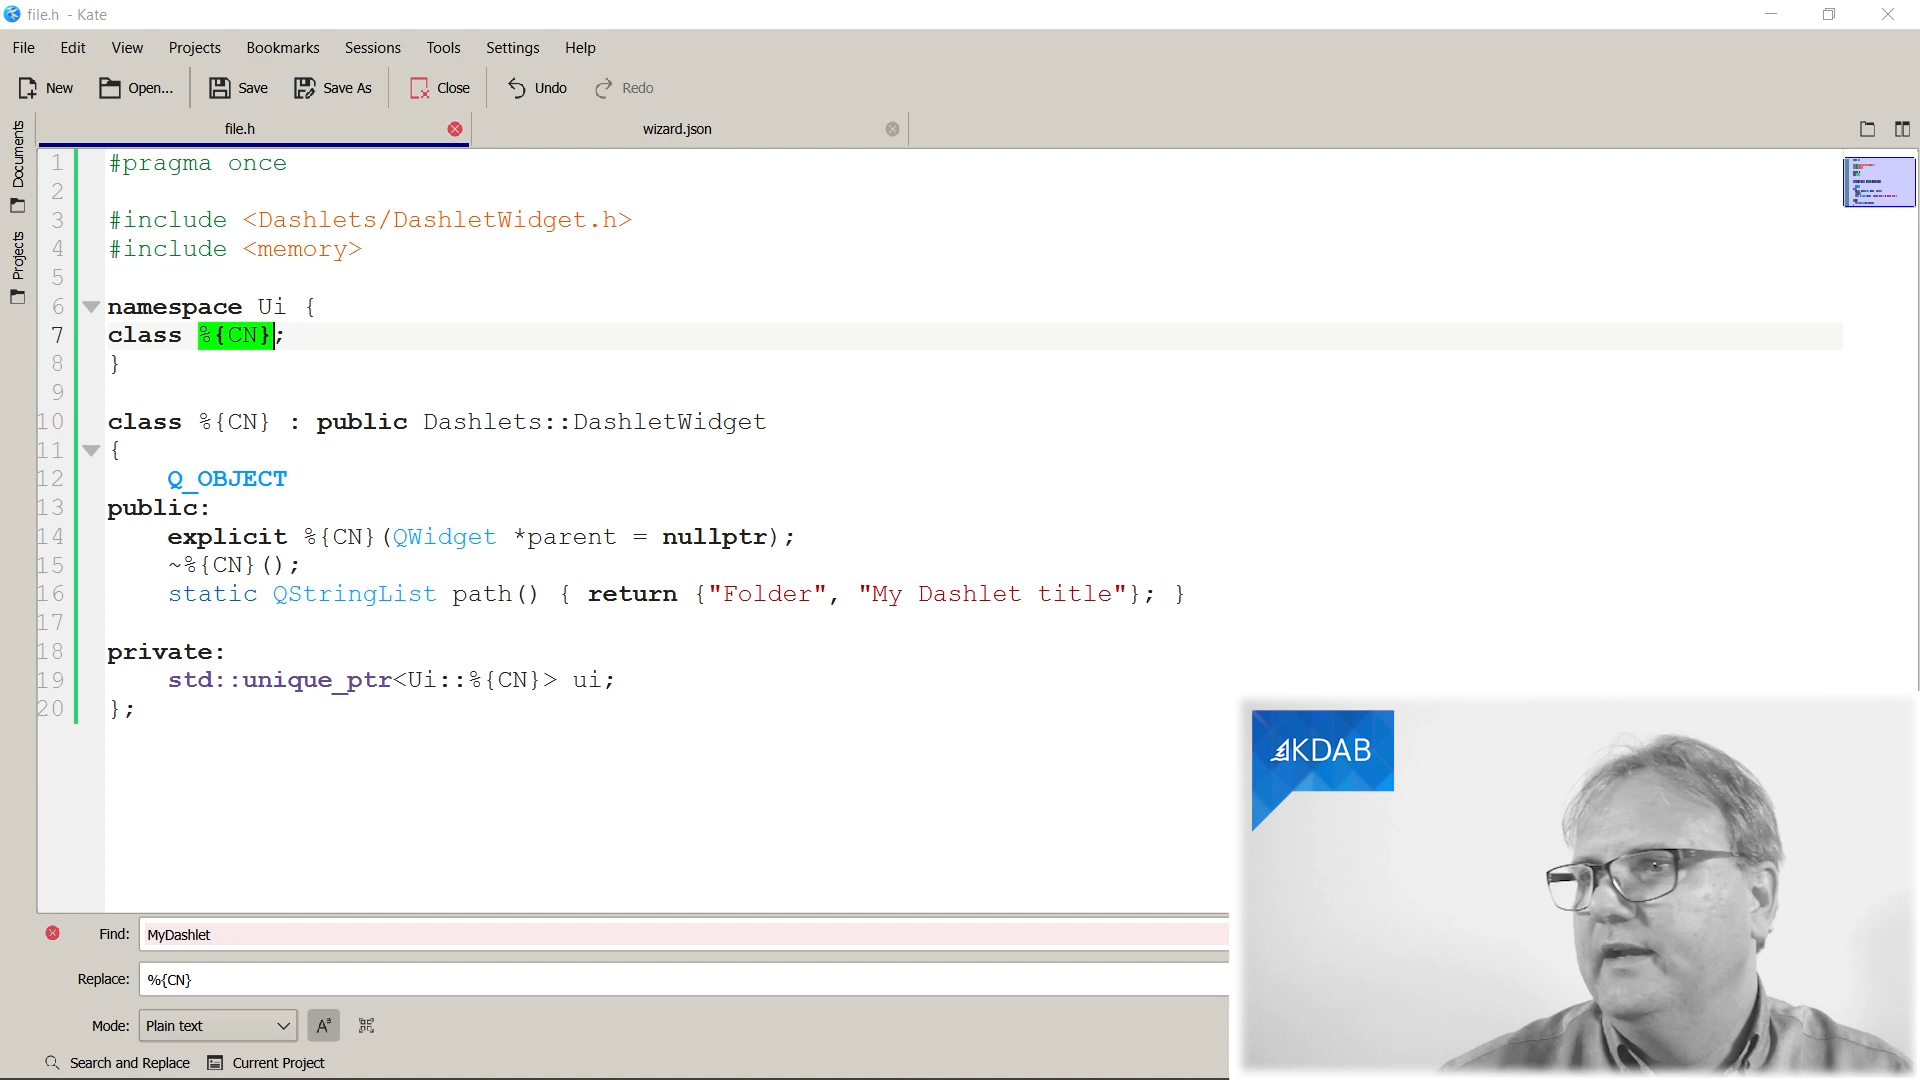 file.h - Kate
File Edit View Projects Bookmarks Sessions Tools Settings Help
New Open... Save Save As Close Undo Redo
file.h wizard.json
Documents
Projects
1 #pragma once
2
3 #include <Dashlets/DashletWidget.h>
4 #include <memory>
5
6 namespace Ui {
7 class %{CN};
8 }
9
10 class %{CN} : public Dashlets::DashletWidget
11 {
12 Q_OBJECT
13 public:
14 explicit %{CN}(QWidget *parent = nullptr);
15 ~%{CN}();
16 static QStringList path() { return {"Folder", "My Dashlet title"}; }
17
18 private:
19 std::unique_ptr<Ui::%{CN}> ui;
20 };
KDAB
Find: MyDashlet
Replace: %{CN}
Mode: Plain text
Search and Replace Current Project